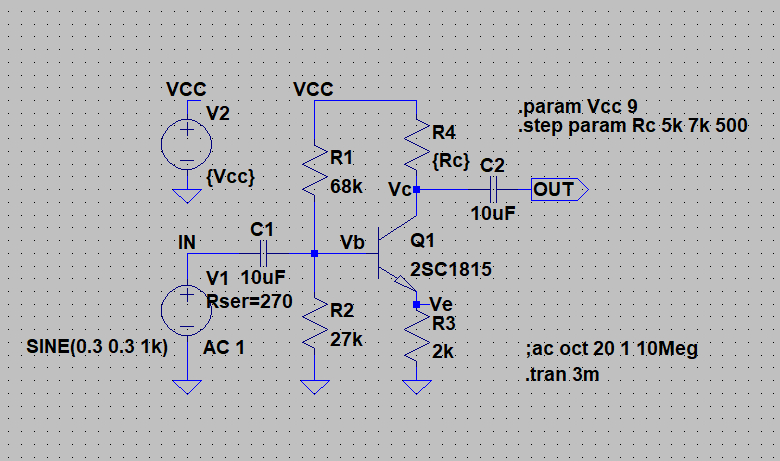 VCC
V2
{Vcc}
VCC
R1
68k
R4
{Rc}
.param Vcc 9
.step param Rc 5k 7k 500
C2
Vc
10uF
OUT
IN
C1
10uF
Vb
Q1
2SC1815
V1
Rser=270
SINE(0.3 0.3 1k)
AC 1
R2
27k
Ve
R3
2k
;ac oct 20 1 10Meg
.tran 3m